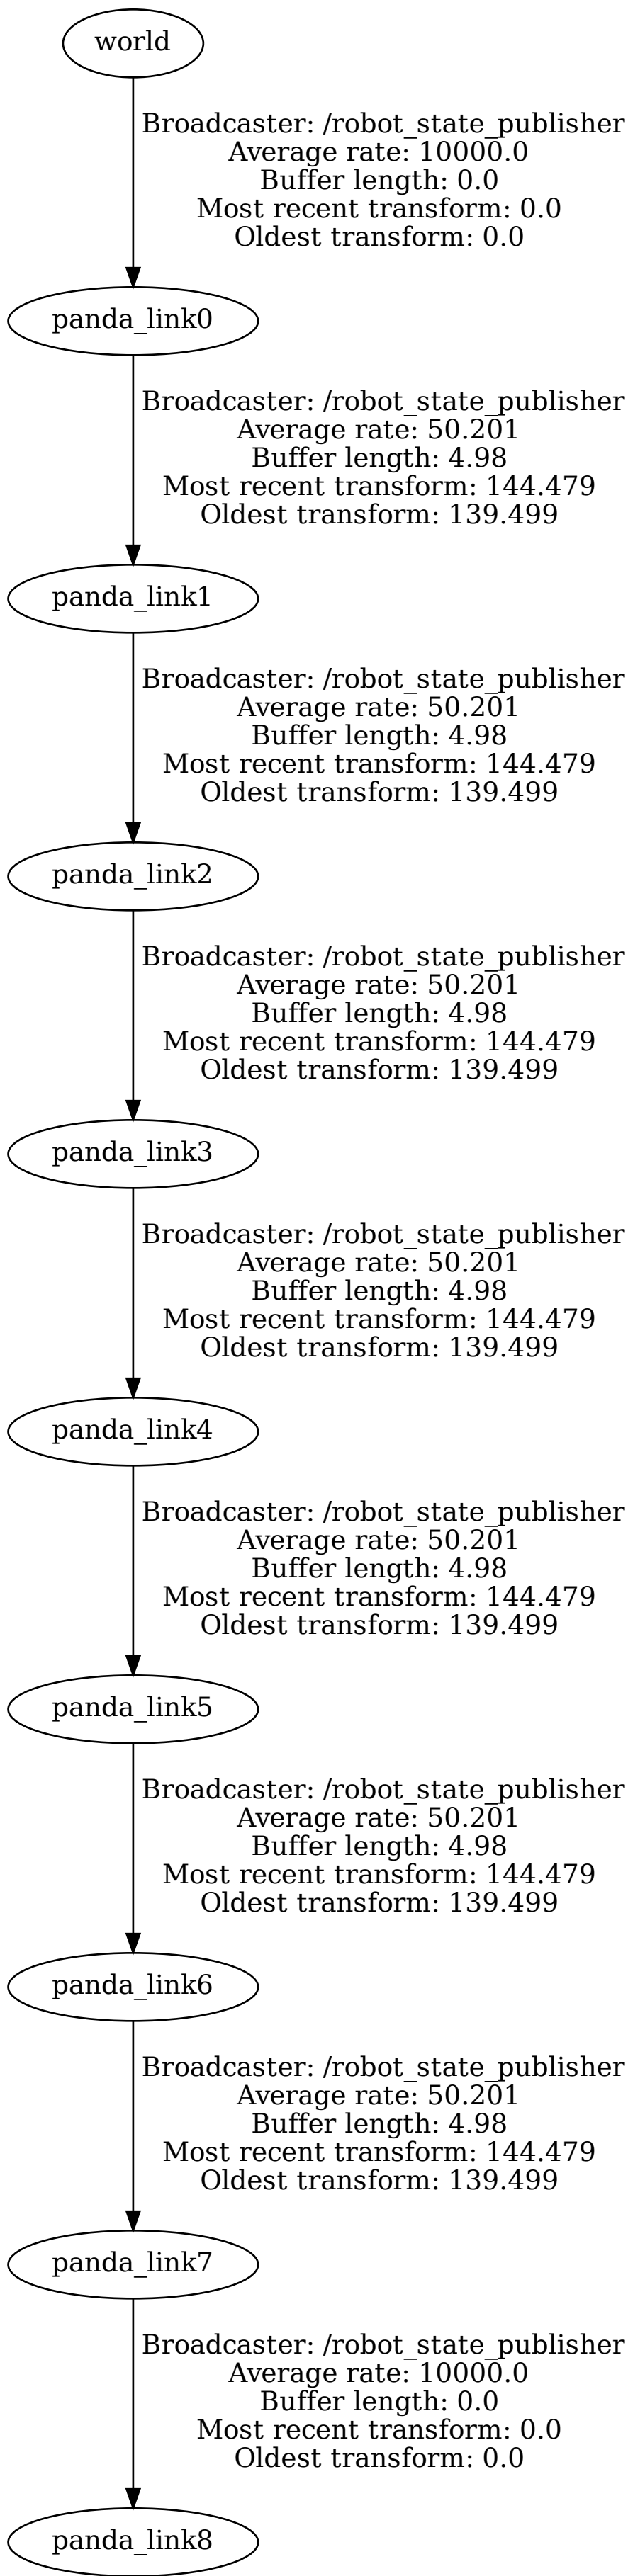 world
Broadcaster: /robot_state_publisher
Average rate: 10000.0
Buffer length: 0.0
Most recent transform: 0.0
Oldest transform: 0.0
panda_link0
Broadcaster: /robot_state_publisher
Average rate: 50.201
Buffer length: 4.98
Most recent transform: 144.479
Oldest transform: 139.499
panda_link1
Broadcaster: /robot_state_publisher
Average rate: 50.201
Buffer length: 4.98
Most recent transform: 144.479
Oldest transform: 139.499
panda_link2
Broadcaster: /robot_state_publisher
Average rate: 50.201
Buffer length: 4.98
Most recent transform: 144.479
Oldest transform: 139.499
panda_link3
Broadcaster: /robot_state_publisher
Average rate: 50.201
Buffer length: 4.98
Most recent transform: 144.479
Oldest transform: 139.499
panda_link4
Broadcaster: /robot_state_publisher
Average rate: 50.201
Buffer length: 4.98
Most recent transform: 144.479
Oldest transform: 139.499
panda_link5
Broadcaster: /robot_state_publisher
Average rate: 50.201
Buffer length: 4.98
Most recent transform: 144.479
Oldest transform: 139.499
panda_link6
Broadcaster: /robot_state_publisher
Average rate: 50.201
Buffer length: 4.98
Most recent transform: 144.479
Oldest transform: 139.499
panda_link7
Broadcaster: /robot_state_publisher
Average rate: 10000.0
Buffer length: 0.0
Most recent transform: 0.0
Oldest transform: 0.0
panda_link8